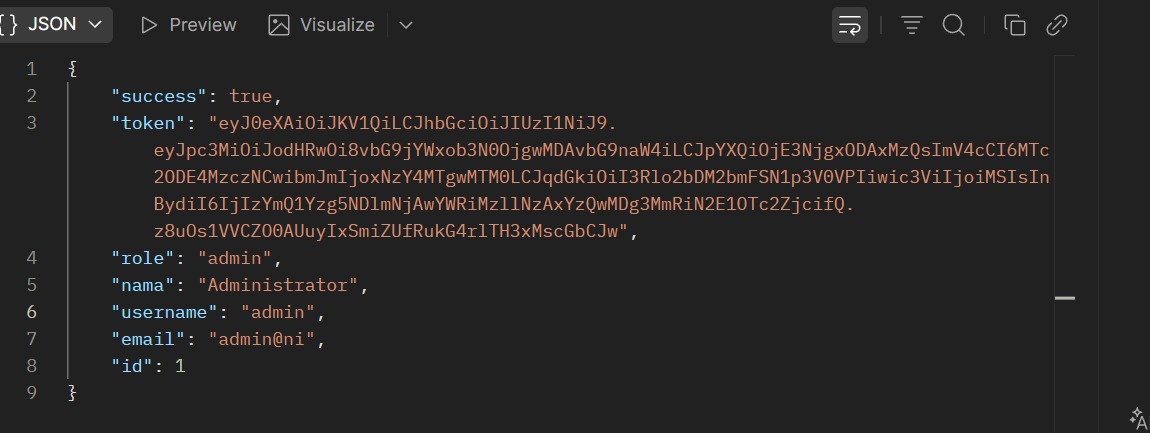 {} JSON Preview Visualize
1 {
2 "success": true,
3 "token": "eyJ0eXAiOiJKV1QiLCJhbGciOiJIUzI1NiJ9.
eyJpc3MiOiJodHRwOi8vbG9jYWxob3N0OjgwMDAvbG9naW4iLCJpYXQiOjE3NjgxODAxMzQsImV4cCI6MTc
2ODE4MzczNCwibmJmIjoxNzY4MTgwMTM0LCJqdGkiOiI3Rlo2bDM2bmFSN1p3V0VPIiwic3ViIjoiMSIsIn
BydiI6IjIzYmQ1Yzg5NDlmNjAwYWRiMzllNzAxYzQwMDg3MmRiN2E1OTc2ZjcifQ.
z8uOs1VVCZO0AUuyIxSmiZUfRukG4rlTH3xMscGbCJw",
4 "role": "admin",
5 "nama": "Administrator",
6 "username": "admin",
7 "email": "admin@ni",
8 "id": 1
9 }